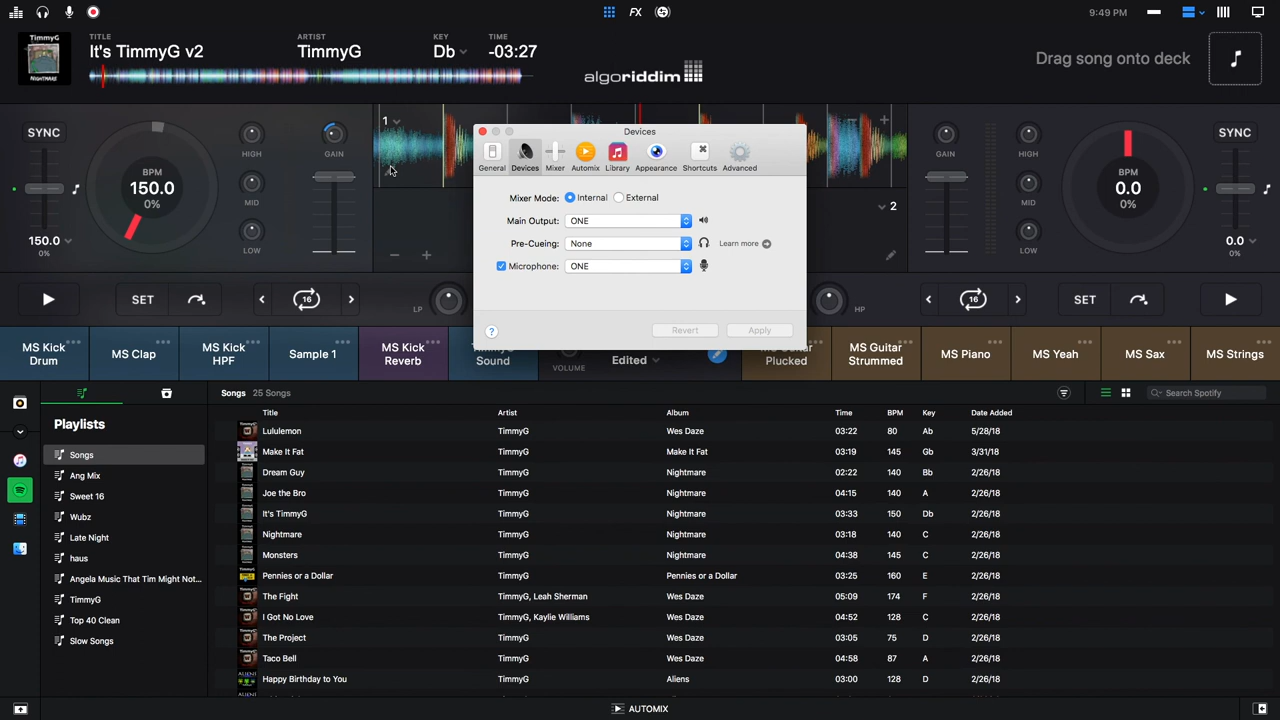 FX
9:49 PM
TimmyG
NIGHTMARE
TITLE
It's TimmyG v2
ARTIST
TimmyG
KEY
Db
TIME
-03:27
algoriddim
Drag song onto deck
SYNC
150.0
0%
BPM
150.0
0%
HIGH
MID
LOW
GAIN
1
Devices
General
Devices
Mixer
Automix
Library
Appearance
Shortcuts
Advanced
Mixer Mode: Internal External
Main Output: ONE
Pre-Cueing: None Learn more
Microphone: ONE
? Revert Apply
2
GAIN
HIGH
MID
LOW
BPM
0.0
0%
SYNC
0.0
0%
SET
16
LP
HP
16
SET
MS Kick
Drum
MS Clap
MS Kick
HPF
Sample 1
MS Kick
Reverb
Sound
VOLUME
Edited
Plucked
MS Guitar
Strummed
MS Piano
MS Yeah
MS Sax
MS Strings
Playlists
Songs
Ang Mix
Sweet 16
Wubz
Late Night
haus
Angela Music That Tim Might Not...
TimmyG
Top 40 Clean
Slow Songs
Songs 25 Songs
Search Spotify
Title Artist Album Time BPM Key Date Added
Lululemon TimmyG Wes Daze 03:22 80 Ab 5/28/18
Make It Fat TimmyG Make It Fat 03:19 145 Gb 3/31/18
Dream Guy TimmyG Nightmare 02:22 140 Bb 2/26/18
Joe the Bro TimmyG Nightmare 04:15 140 A 2/26/18
It's TimmyG TimmyG Nightmare 03:33 150 Db 2/26/18
Nightmare TimmyG Nightmare 03:18 140 C 2/26/18
Monsters TimmyG Nightmare 04:38 145 C 2/26/18
Pennies or a Dollar TimmyG Pennies or a Dollar 03:25 160 E 2/26/18
The Fight TimmyG, Leah Sherman Wes Daze 05:09 174 F 2/26/18
I Got No Love TimmyG, Kaylie Williams Wes Daze 04:52 128 C 2/26/18
The Project TimmyG Wes Daze 03:05 75 D 2/26/18
Taco Bell TimmyG Wes Daze 04:58 87 A 2/26/18
Happy Birthday to You TimmyG Aliens 03:00 128 D 2/26/18
AUTOMIX